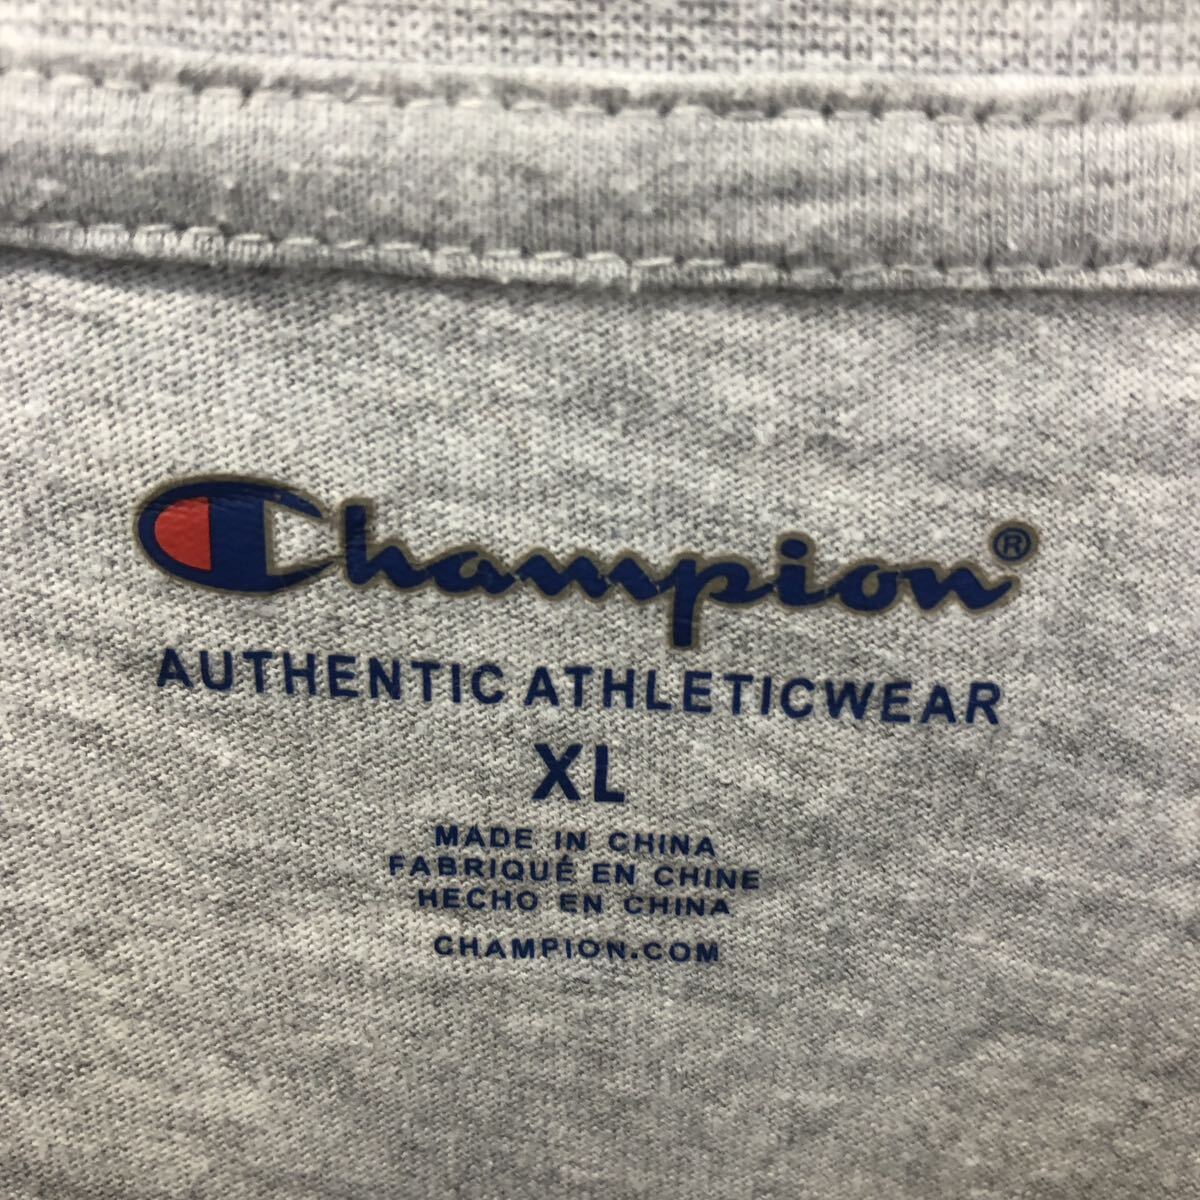 Champion®
AUTHENTIC ATHLETICWEAR
XL
MADE IN CHINA
FABRIQUÉ EN CHINE
HECHO EN CHINA
CHAMPION.COM